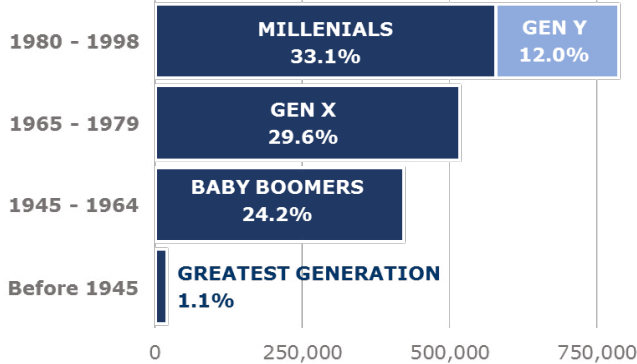 1980 - 1998
MILLENIALS
33.1%
GEN Y
12.0%
1965 - 1979
GEN X
29.6%
1945 - 1964
BABY BOOMERS
24.2%
Before 1945
GREATEST GENERATION
1.1%
0
250,000
500,000
750,000